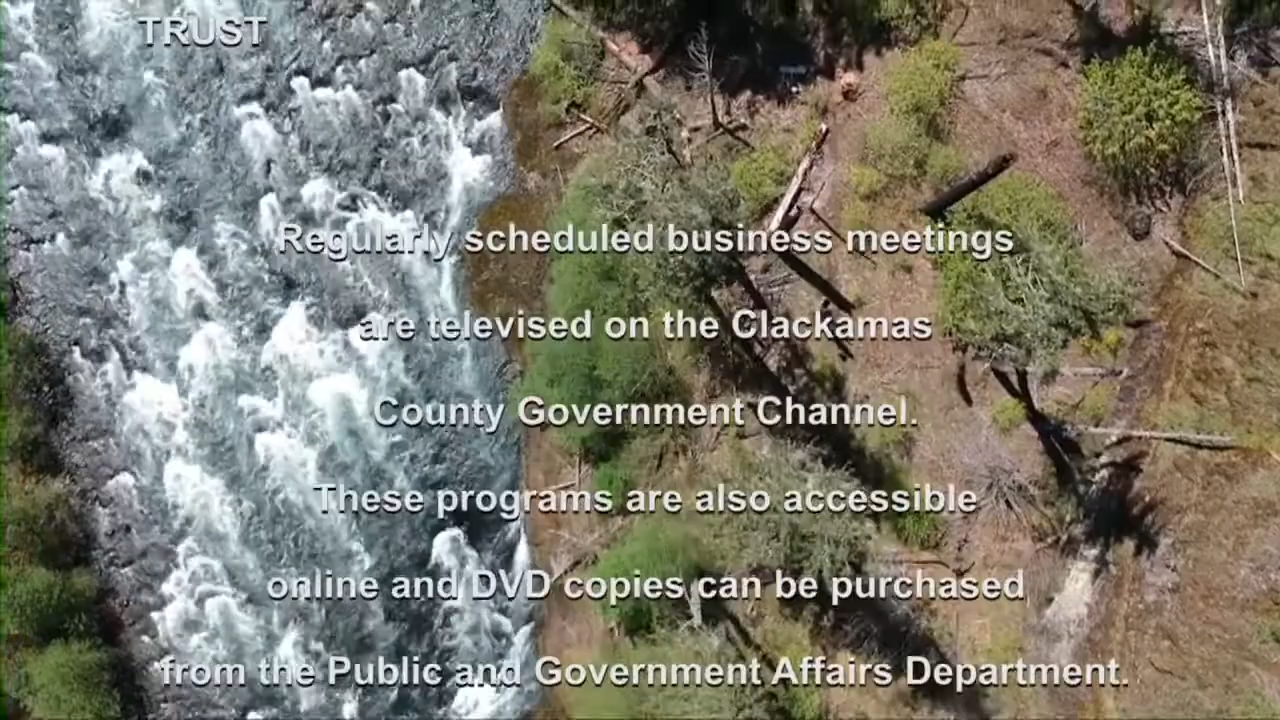 TRUST
Regularly scheduled business meetings
are televised on the Clackamas
County Government Channel.
These programs are also accessible
online and DVD copies can be purchased
from the Public and Government Affairs Department.